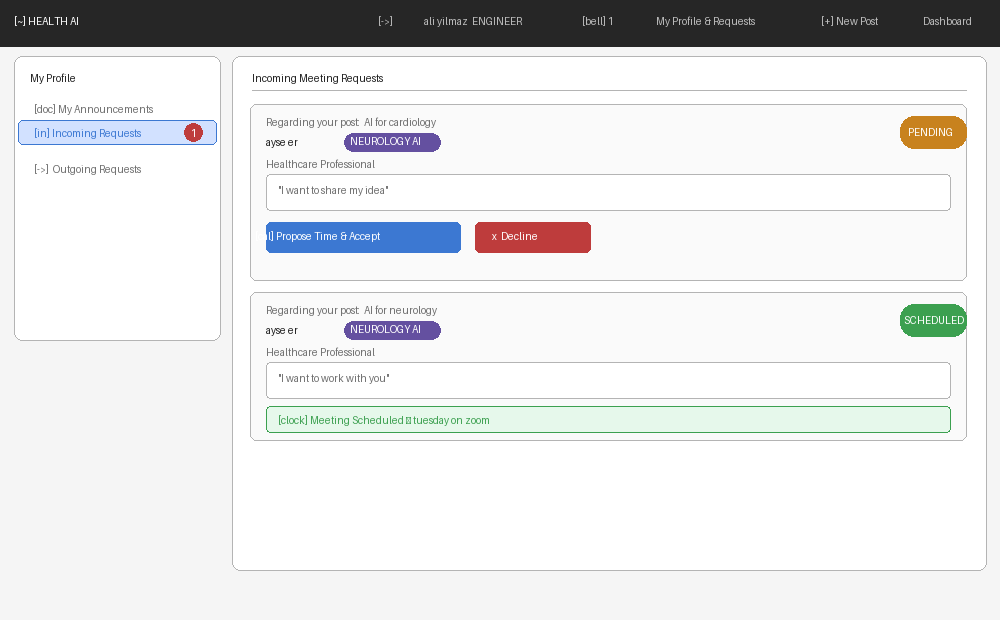 [~] HEALTH AI
[->] ali yilmaz ENGINEER [bell] 1 My Profile & Requests [+] New Post Dashboard
My Profile
[doc] My Announcements
[in] Incoming Requests 1
[->] Outgoing Requests
Incoming Meeting Requests
Regarding your post: AI for cardiology
ayse er NEUROLOGY AI
PENDING
Healthcare Professional
"I want to share my idea"
l] Propose Time & Accept
x Decline
Regarding your post: AI for neurology
ayse er NEUROLOGY AI
SCHEDULED
Healthcare Professional
"I want to work with you"
[clock] Meeting Scheduled tuesday on zoom